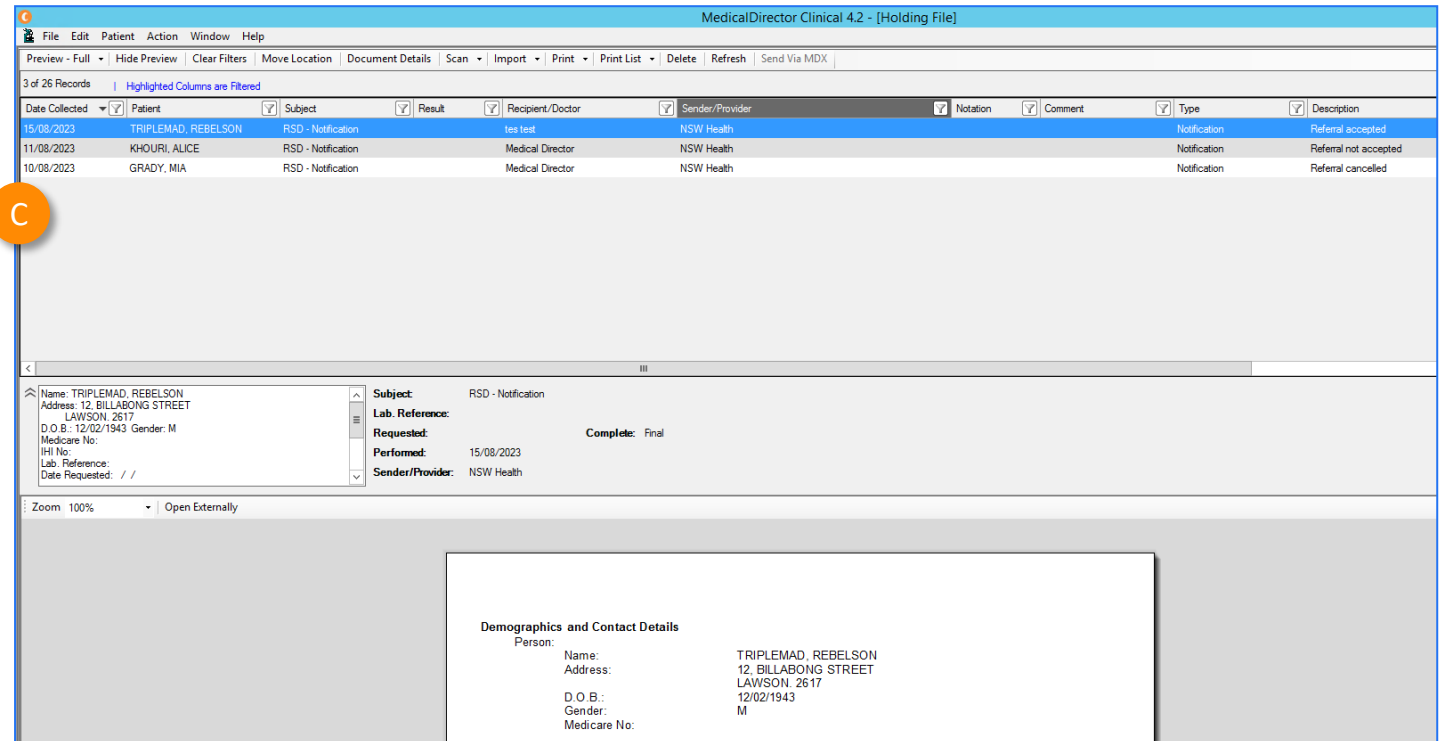 MedicalDirector Clinical 4.2 - [Holding File]
File Edit Patient Action Window Help
Preview - Full Hide Preview Clear Filters Move Location Document Details Scan Import Print Print List Delete Refresh Send Via MDX
3 of 26 Records | Highlighted Columns are Filtered
Date Collected Patient Subject Result Recipient/Doctor Sender/Provider Notation Comment Type Description
15/08/2023 TRIPLEMAD, REBELSON RSD - Notification tes test NSW Health Notification Referral accepted
11/08/2023 KHOURI, ALICE RSD - Notification Medical Director NSW Health Notification Referral not accepted
10/08/2023 GRADY, MIA RSD - Notification Medical Director NSW Health Notification Referral cancelled
C
Name: TRIPLEMAD, REBELSON
Address: 12, BILLABONG STREET
LAWSON. 2617
D.O.B.: 12/02/1943 Gender: M
Medicare No:
IHI No:
Lab. Reference:
Date Requested: / /
Subject: RSD - Notification
Lab. Reference:
Requested: Complete: Final
Performed: 15/08/2023
Sender/Provider: NSW Health
Zoom 100% Open Externally
Demographics and Contact Details
Person:
Name: TRIPLEMAD, REBELSON
Address: 12, BILLABONG STREET
LAWSON. 2617
D.O.B.: 12/02/1943
Gender: M
Medicare No: